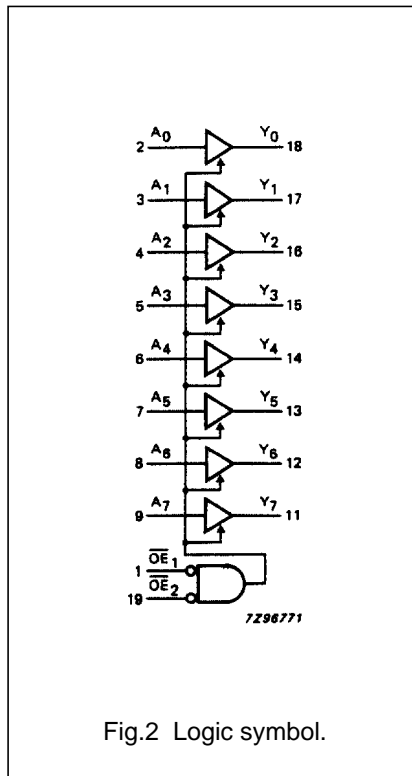 2 A0 Y0 18
3 A1 Y1 17
4 A2 Y2 16
5 A3 Y3 15
6 A4 Y4 14
7 A5 Y5 13
8 A6 Y6 12
9 A7 Y7 11
1 O̅E̅1
19 O̅E̅2
7Z96771
Fig.2 Logic symbol.